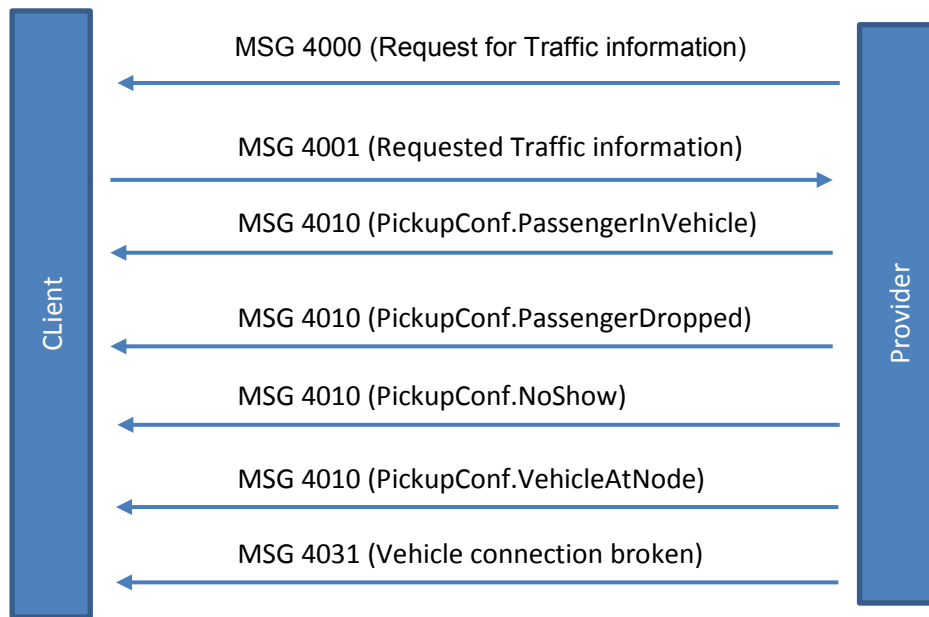 MSG 4000 (Request for Traffic information)
MSG 4001 (Requested Traffic information)
MSG 4010 (PickupConf.PassengerInVehicle)
CLient
Provider
MSG 4010 (PickupConf.PassengerDropped)
MSG 4010 (PickupConf.NoShow)
MSG 4010 (PickupConf.VehicleAtNode)
MSG 4031 (Vehicle connection broken)